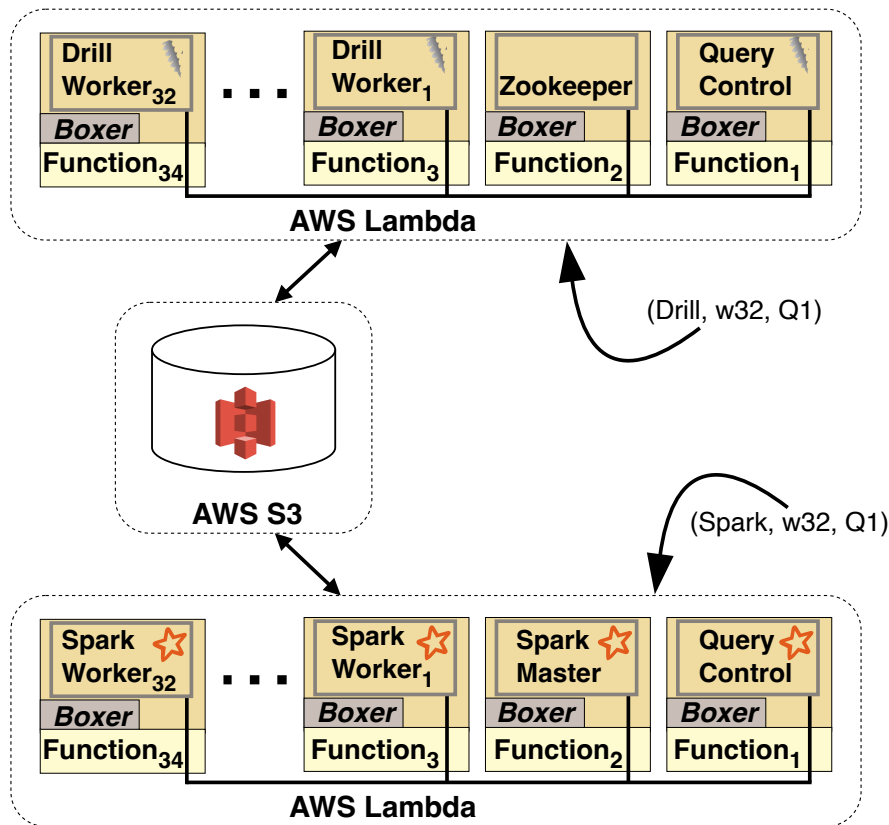 Drill
Worker32
. . .
Drill
Worker1
Zookeeper
Query
Control
Boxer
Boxer
Boxer
Boxer
Function34
Function3
Function2
Function1
AWS Lambda
(Drill, w32, Q1)
AWS S3
(Spark, w32, Q1)
Spark
Worker32
. . .
Spark
Worker1
Spark
Master
Query
Control
Boxer
Boxer
Boxer
Boxer
Function34
Function3
Function2
Function1
AWS Lambda